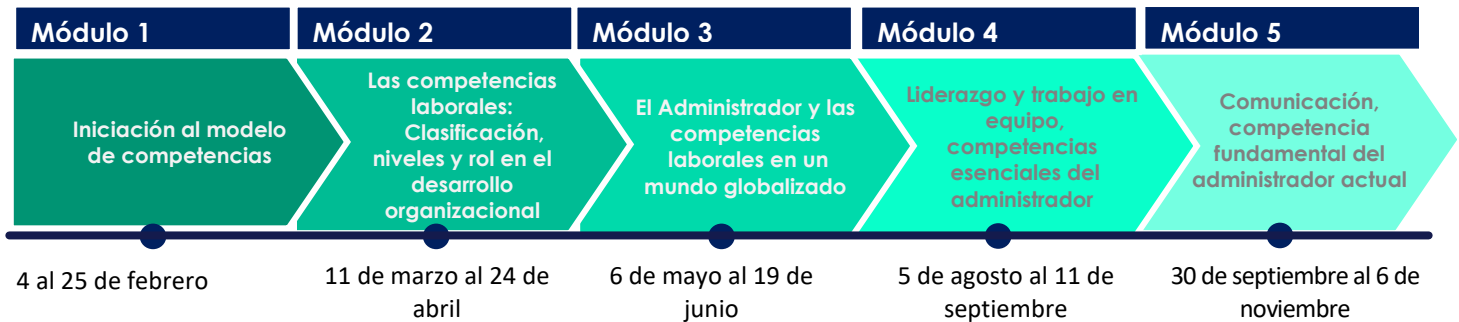 Módulo 1
Módulo 2
Módulo 3
Módulo 4
Módulo 5
Iniciación al modelo
de competencias
Las competencias
laborales:
Clasificación,
niveles y rol en el
desarrollo
organizacional
El Administrador y las
competencias
laborales en un
mundo globalizado
Liderazgo y trabajo en
equipo,
competencias
esenciales del
administrador
Comunicación,
competencia
fundamental del
administrador actual
4 al 25 de febrero
11 de marzo al 24 de
abril
6 de mayo al 19 de
junio
5 de agosto al 11 de
septiembre
30 de septiembre al 6 de
noviembre